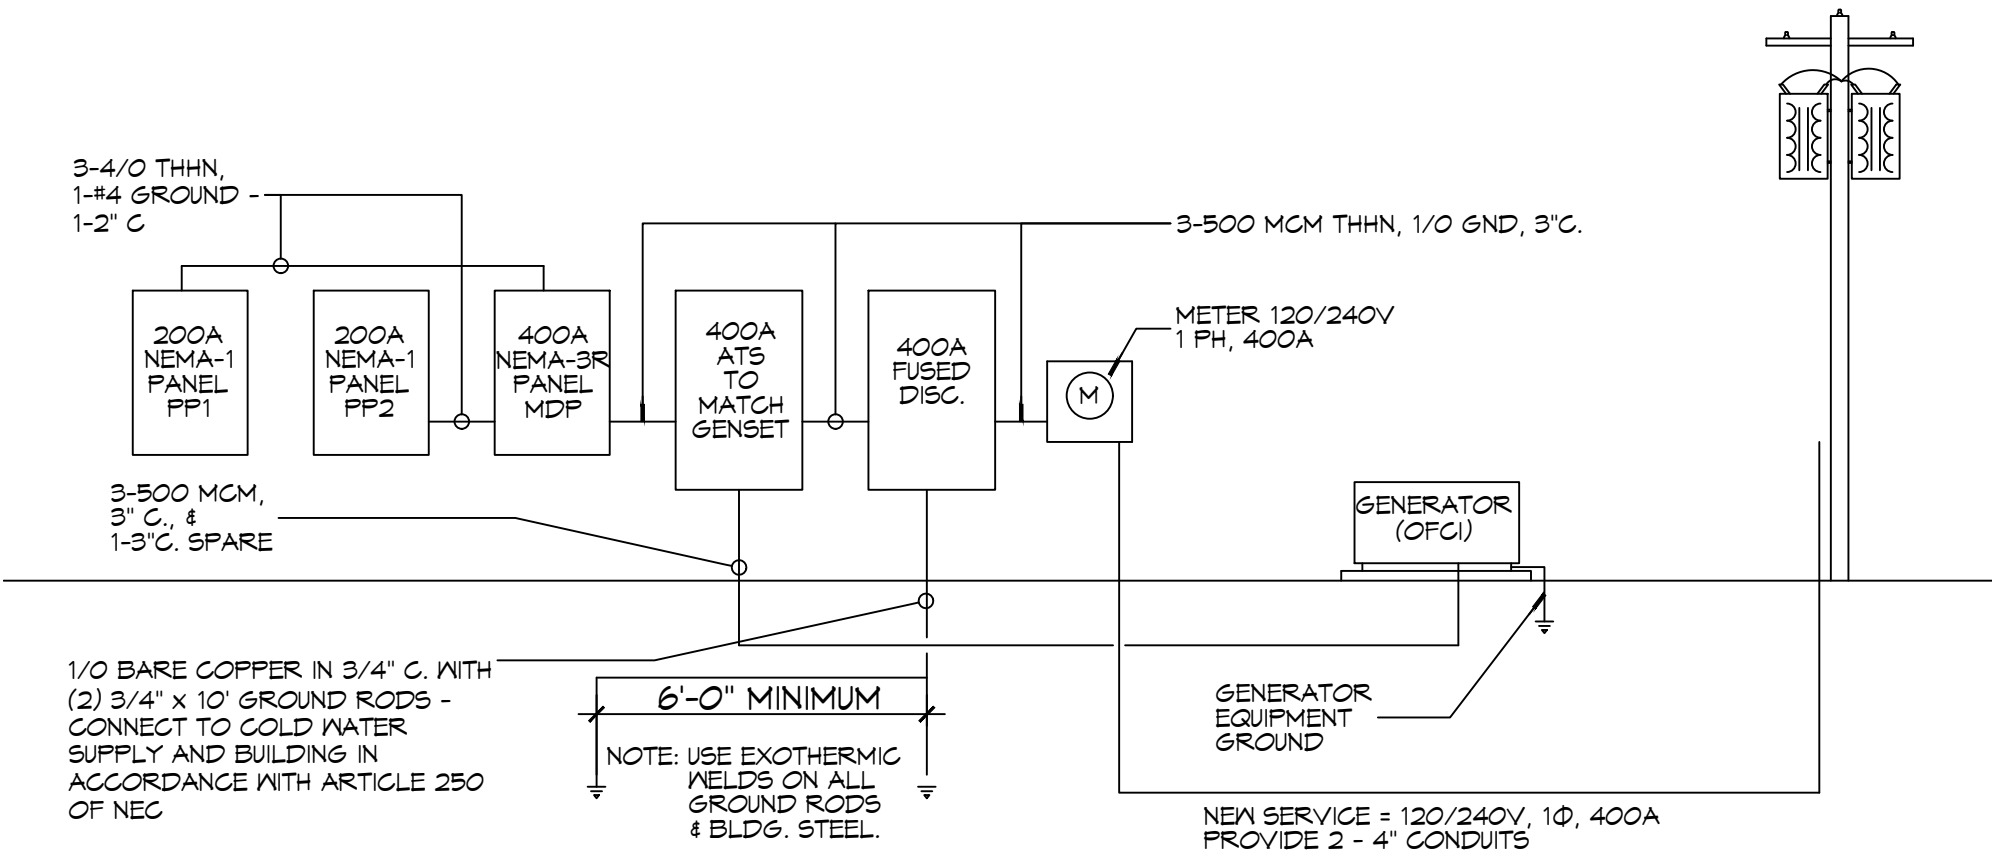 3-4/0 THHN,
1-#4 GROUND -
1-2" C
3-500 MCM THHN, 1/0 GND, 3"C.
METER 120/240V
1 PH, 400A
200A
NEMA-1
PANEL
PP1
200A
NEMA-1
PANEL
PP2
400A
NEMA-3R
PANEL
MDP
400A
ATS
TO
MATCH
GENSET
400A
FUSED
DISC.
M
3-500 MCM,
3" C., &
1-3"C. SPARE
GENERATOR
(OFCI)
1/0 BARE COPPER IN 3/4" C. WITH
(2) 3/4" X 10' GROUND RODS -
CONNECT TO COLD WATER
SUPPLY AND BUILDING IN
ACCORDANCE WITH ARTICLE 250
OF NEC
6'-0" MINIMUM
NOTE: USE EXOTHERMIC
WELDS ON ALL
GROUND RODS
& BLDG. STEEL.
GENERATOR
EQUIPMENT
GROUND
NEW SERVICE = 120/240V, 1Φ, 400A
PROVIDE 2 - 4" CONDUITS